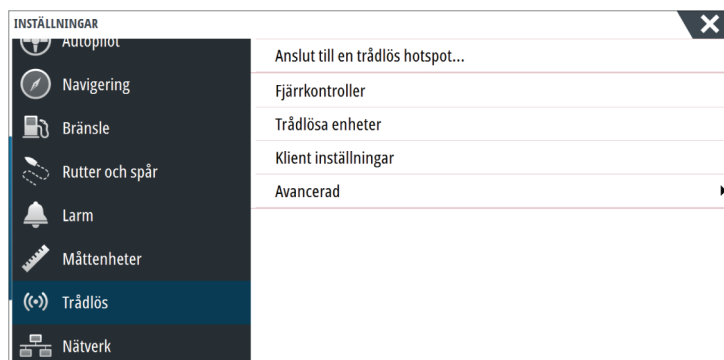 INSTÄLLNINGAR
Autopilot
Navigering
Bränsle
Rutter och spår
Larm
Måttenheter
Trådlös
Nätverk
Anslut till en trådlös hotspot...
Fjärrkontroller
Trådlösa enheter
Klient inställningar
Avancerad